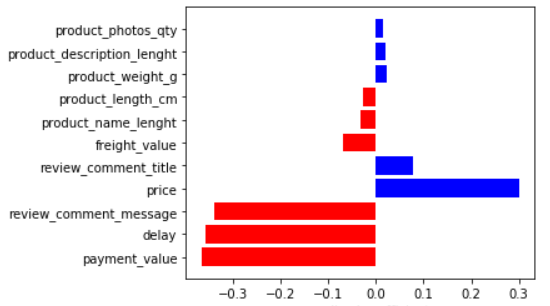 product_photos_qty
product_description_lenght
product_weight_g
product_length_cm
product_name_lenght
freight_value
review_comment_title
price
review_comment_message
delay
payment_value
−0.3 −0.2 −0.1 0.0 0.1 0.2 0.3